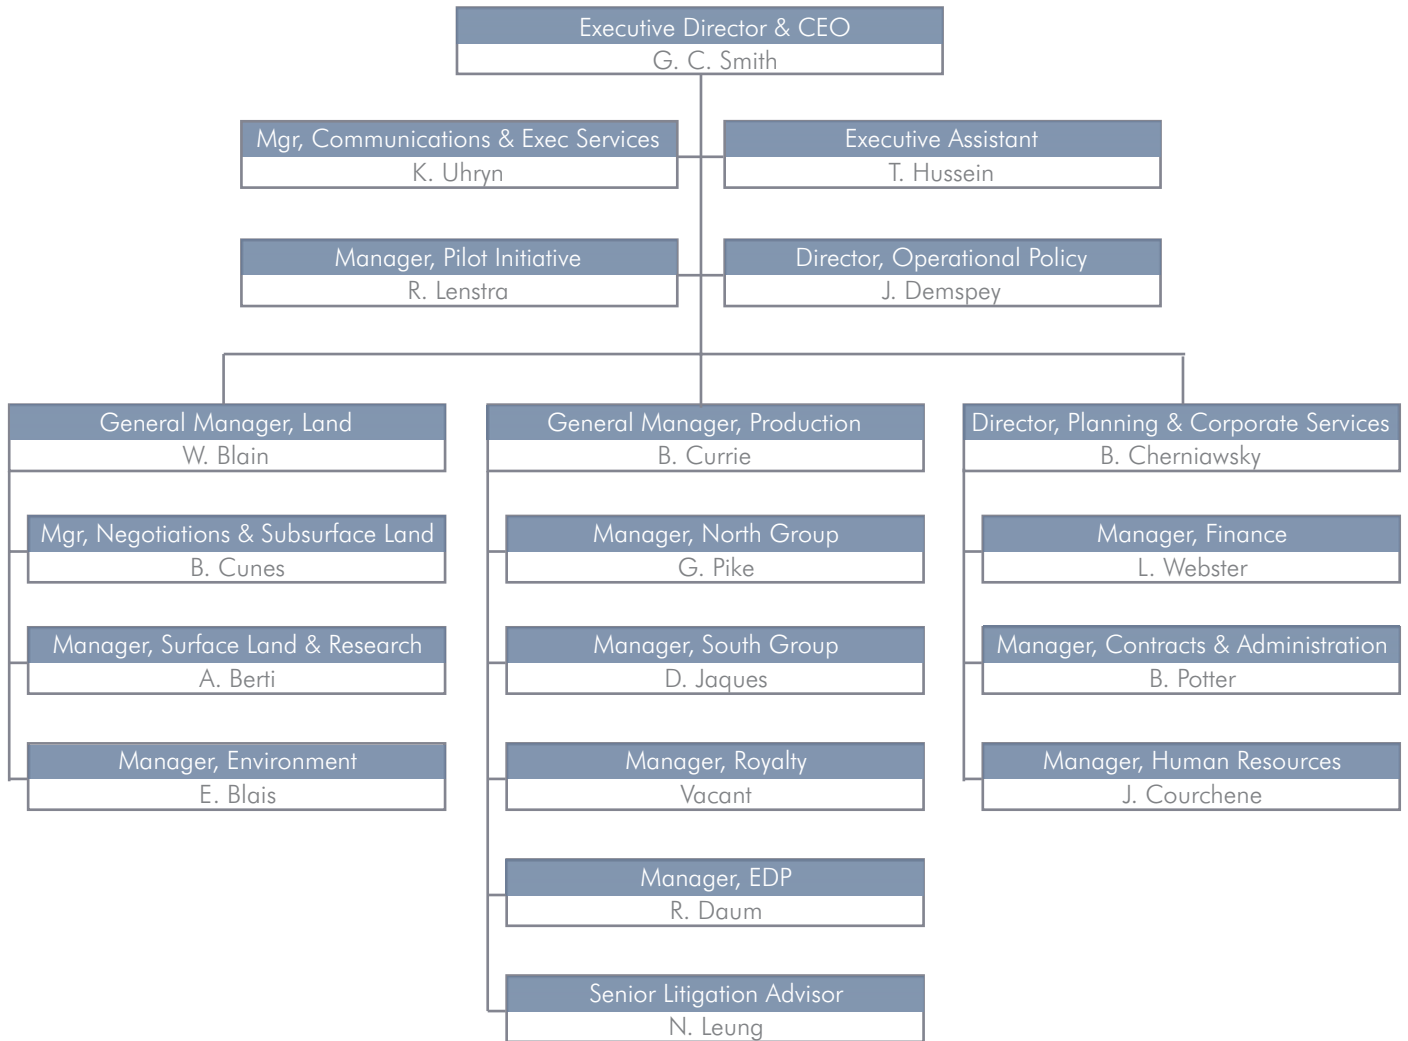 Executive Director & CEO
G. C. Smith
Mgr, Communications & Exec Services
K. Uhryn
Executive Assistant
T. Hussein
Manager, Pilot Initiative
R. Lenstra
Director, Operational Policy
J. Demspey
General Manager, Land
W. Blain
Mgr, Negotiations & Subsurface Land
B. Cunes
Manager, Surface Land & Research
A. Berti
Manager, Environment
E. Blais
General Manager, Production
B. Currie
Manager, North Group
G. Pike
Manager, South Group
D. Jaques
Manager, Royalty
Vacant
Manager, EDP
R. Daum
Senior Litigation Advisor
N. Leung
Director, Planning & Corporate Services
B. Cherniawsky
Manager, Finance
L. Webster
Manager, Contracts & Administration
B. Potter
Manager, Human Resources
J. Courchene